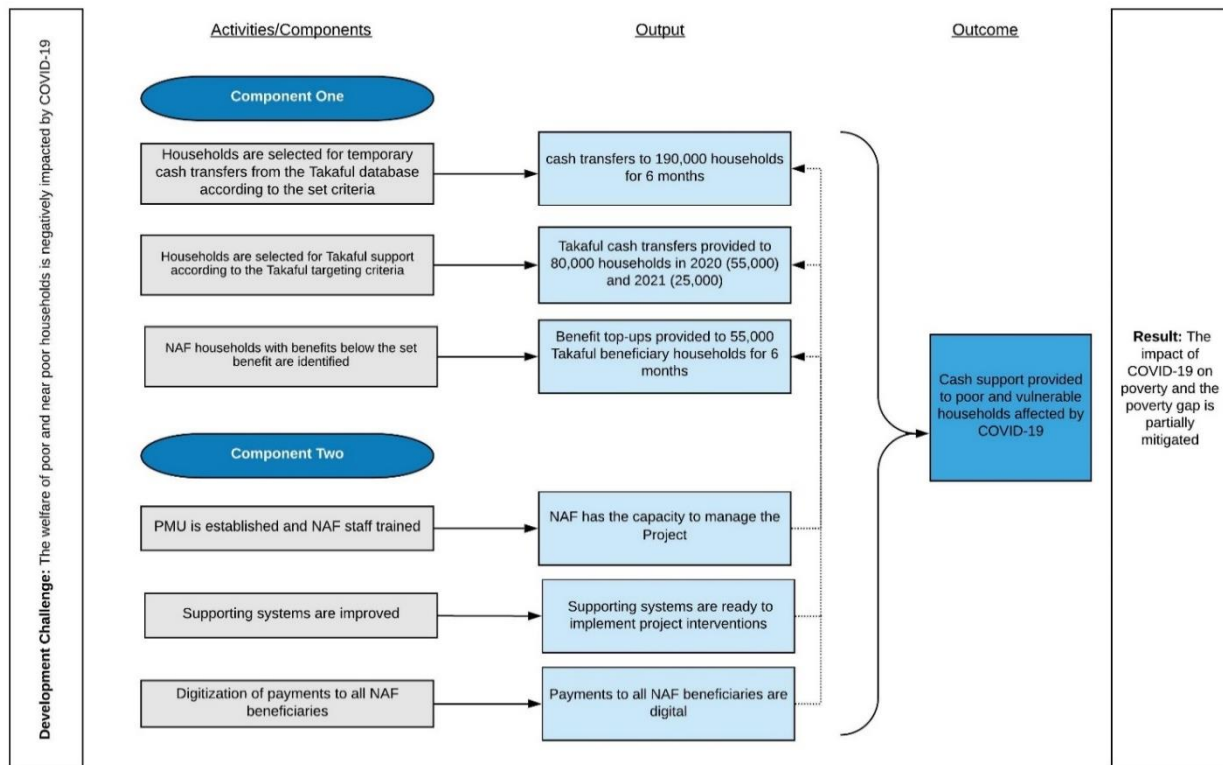 Development Challenge: The welfare of poor and near poor households is negatively impacted by COVID-19
Activities/Components
Output
Outcome
Component One
Households are selected for temporary
cash transfers from the Takaful database
according to the set criteria
cash transfers to 190,000 households
for 6 months
Households are selected for Takaful support
according to the Takaful targeting criteria
Takaful cash transfers provided to
80,000 households in 2020 (55,000)
and 2021 (25,000)
NAF households with benefits below the set
benefit are identified
Benefit top-ups provided to 55,000
Takaful beneficiary households for 6
months
Component Two
PMU is established and NAF staff trained
NAF has the capacity to manage the
Project
Supporting systems are improved
Supporting systems are ready to
implement project interventions
Digitization of payments to all NAF
beneficiaries
Payments to all NAF beneficiaries are
digital
Cash support provided
to poor and vulnerable
households affected by
COVID-19
Result: The
impact of
COVID-19 on
poverty and the
poverty gap is
partially
mitigated